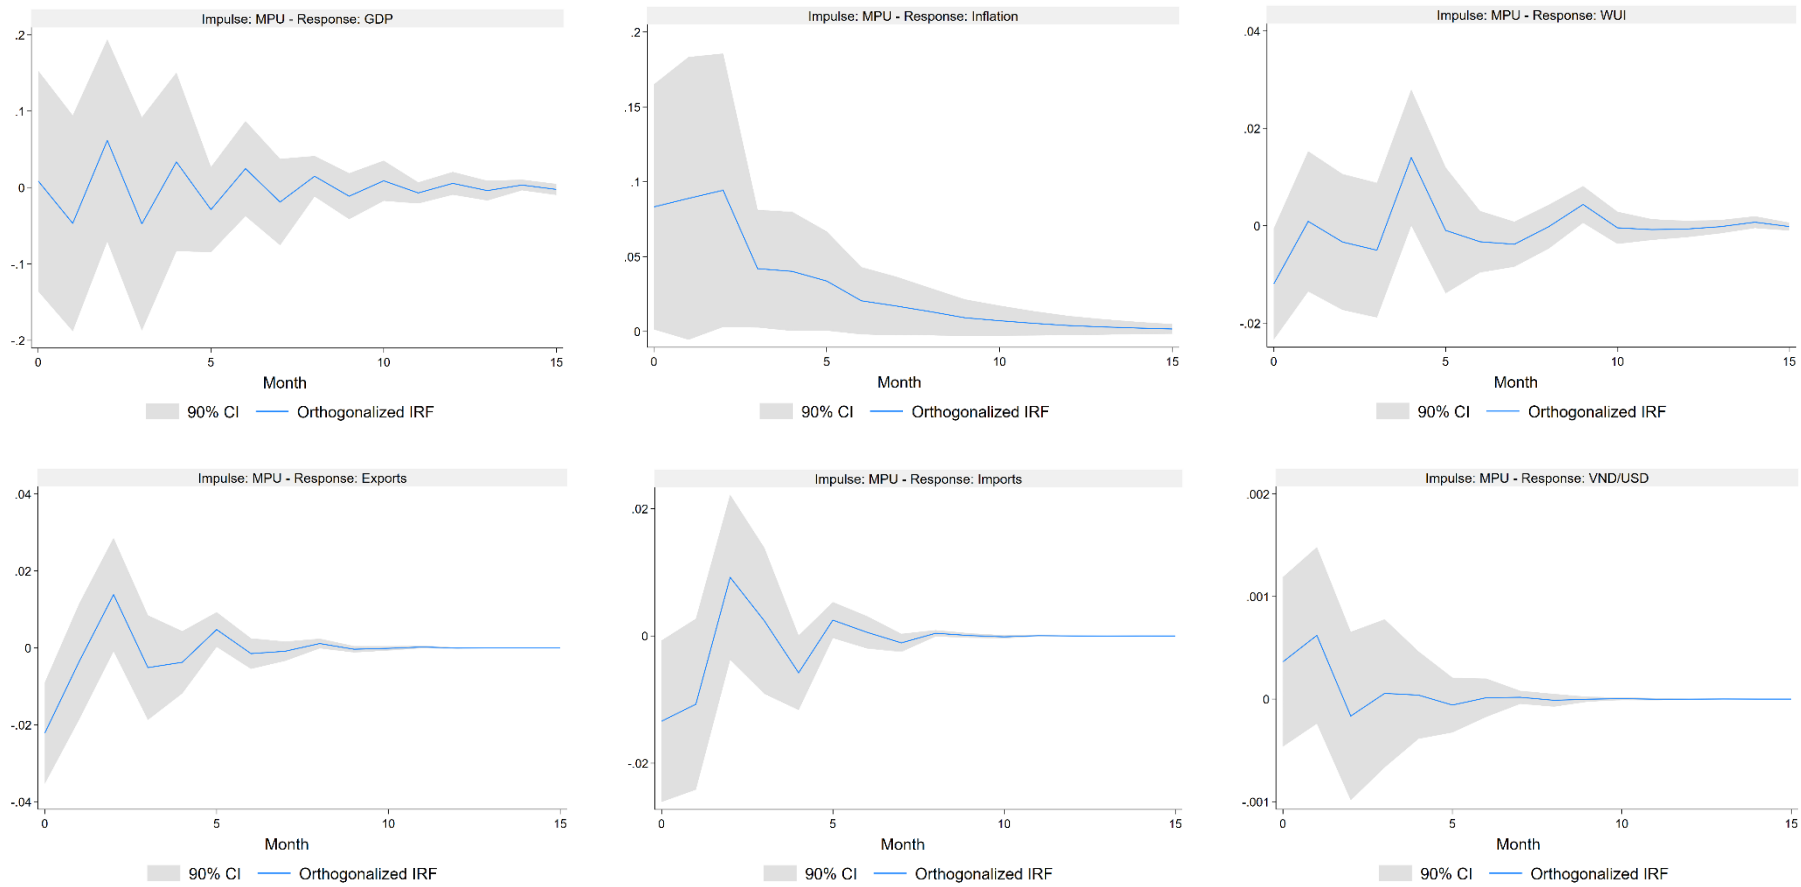 Impulse: MPU - Response: GDP
.2
.1
0
-.1
-.2
0
5
10
15
Month
90% CI
Orthogonalized IRF
Impulse: MPU - Response: Inflation
.2
.15
.1
.05
0
0
5
10
15
Month
90% CI
Orthogonalized IRF
Impulse: MPU - Response: WUI
.04
.02
0
-.02
0
5
10
15
Month
90% CI
Orthogonalized IRF
Impulse: MPU - Response: Exports
.04
.02
0
-.02
-.04
0
5
10
15
Month
90% CI
Orthogonalized IRF
Impulse: MPU - Response: Imports
.02
0
-.02
0
5
10
15
Month
90% CI
Orthogonalized IRF
Impulse: MPU - Response: VND/USD
.002
.001
0
-.001
0
5
10
15
Month
90% CI
Orthogonalized IRF